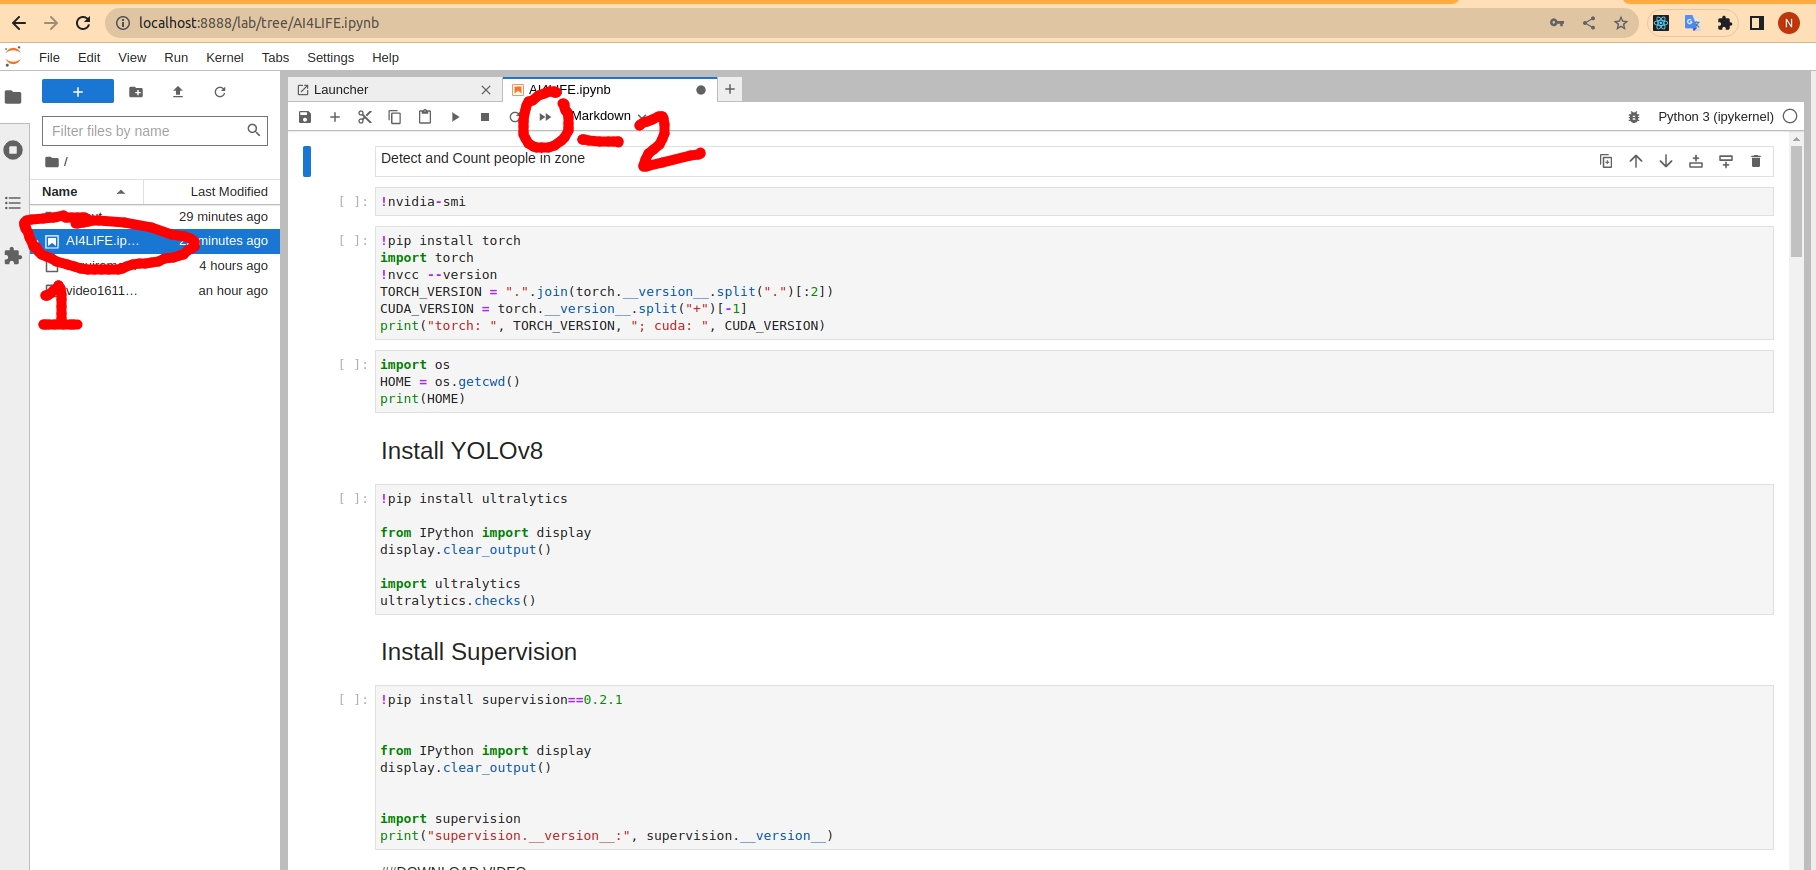 localhost:8888/lab/tree/AI4LIFE.ipynb
N
File Edit View Run Kernel Tabs Settings Help
Launcher
AI4LIFE.ipynb
Filter files by name
Markdown
Python 3 (ipykernel)
0 - 2
/
Name Last Modified
29 minutes ago
AI4LIFE.ip… minutes ago
4 hours ago
video1611… an hour ago
1
Detect and Count people in zone
[ ]: !nvidia-smi
[ ]: !pip install torch
import torch
!nvcc --version
TORCH_VERSION = ".".join(torch.__version__.split(".")[:2])
CUDA_VERSION = torch.__version__.split("+")[-1]
print("torch: ", TORCH_VERSION, "; cuda: ", CUDA_VERSION)
[ ]: import os
HOME = os.getcwd()
print(HOME)
Install YOLOv8
[ ]: !pip install ultralytics
from IPython import display
display.clear_output()
import ultralytics
ultralytics.checks()
Install Supervision
[ ]: !pip install supervision==0.2.1
from IPython import display
display.clear_output()
import supervision
print("supervision.__version__:", supervision.__version__)
##DOWNLOAD VIDEO